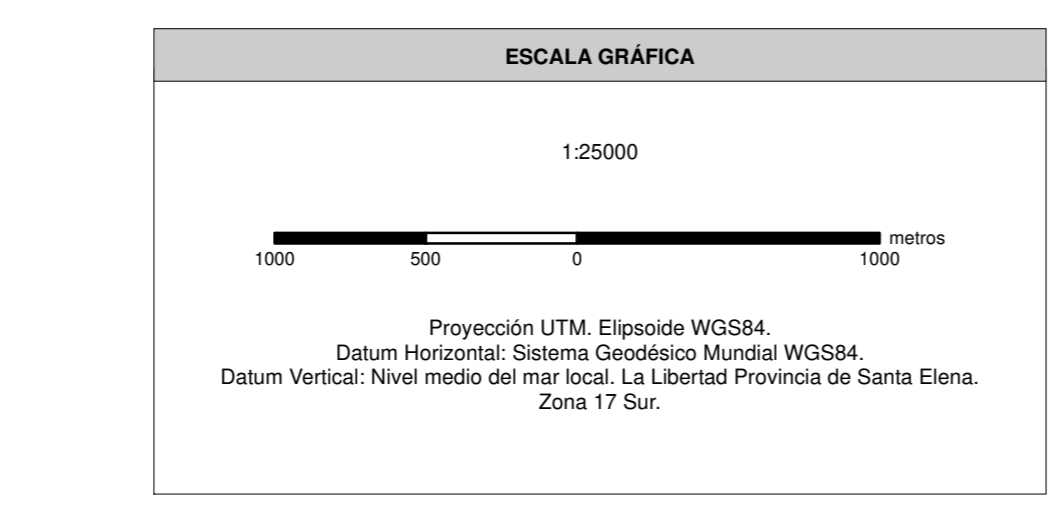 ESCALA GRÁFICA
1:25000
metros
1000 500 0 1000
Proyección UTM. Elipsoide WGS84.
Datum Horizontal: Sistema Geodésico Mundial WGS84.
Datum Vertical: Nivel medio del mar local. La Libertad Provincia de Santa Elena.
Zona 17 Sur.